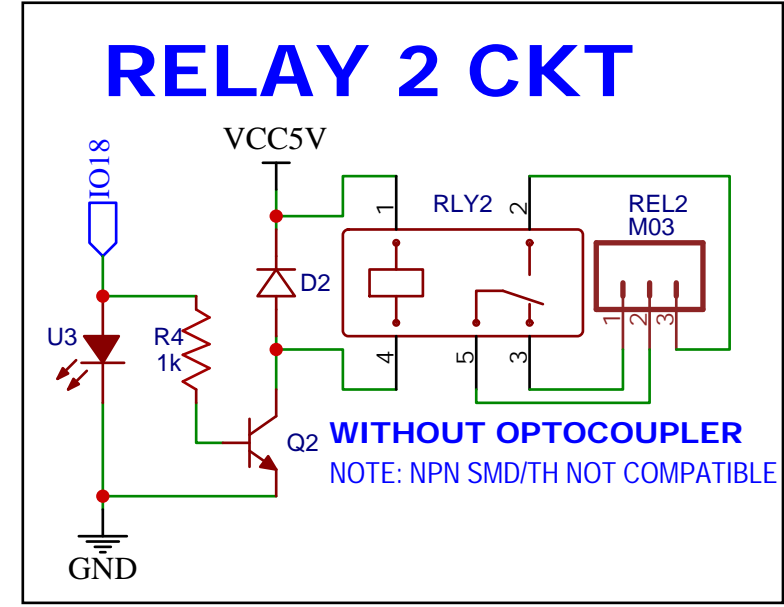 RELAY 2 CKT
IO18
VCC5V
1
RLY2
2
REL2
M03
D2
1
2
3
U3
R4
1k
4
5
3
Q2
WITHOUT OPTOCOUPLER
NOTE: NPN SMD/TH NOT COMPATIBLE
GND